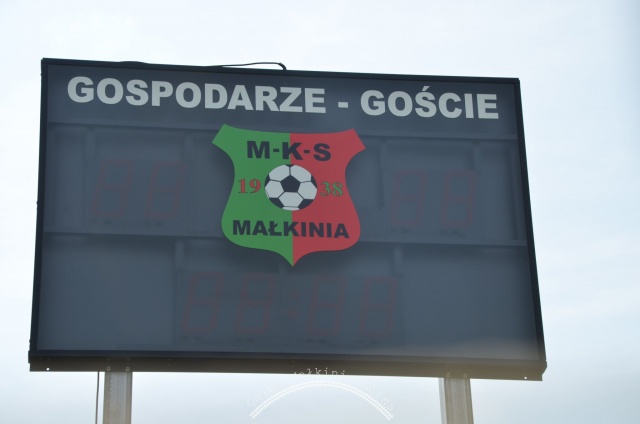 GOSPODARZE - GOŚCIE
M-K-S
19 38
MAŁKINIA